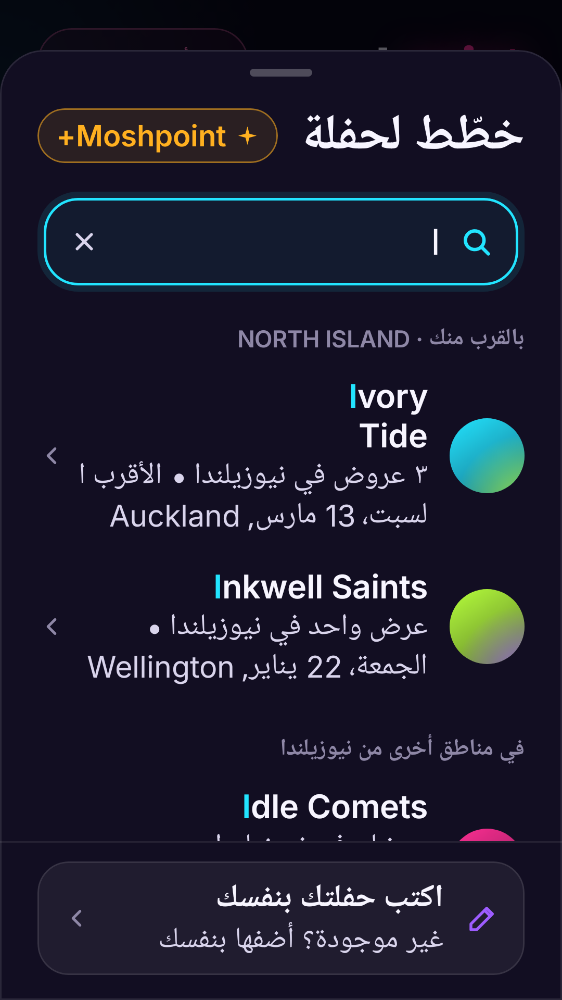 خطّط لحفلة
Moshpoint+
I
بالقرب منك · NORTH ISLAND
Ivory
Tide
٣ عروض في نيوزيلندا • الأقرب ا
لسبت، 13 مارس, Auckland
Inkwell Saints
عرض واحد في نيوزيلندا •
الجمعة، 22 يناير, Wellington
في مناطق أخرى من نيوزيلندا
Idle Comets
اكتب حفلتك بنفسك
غير موجودة؟ أضفها بنفسك